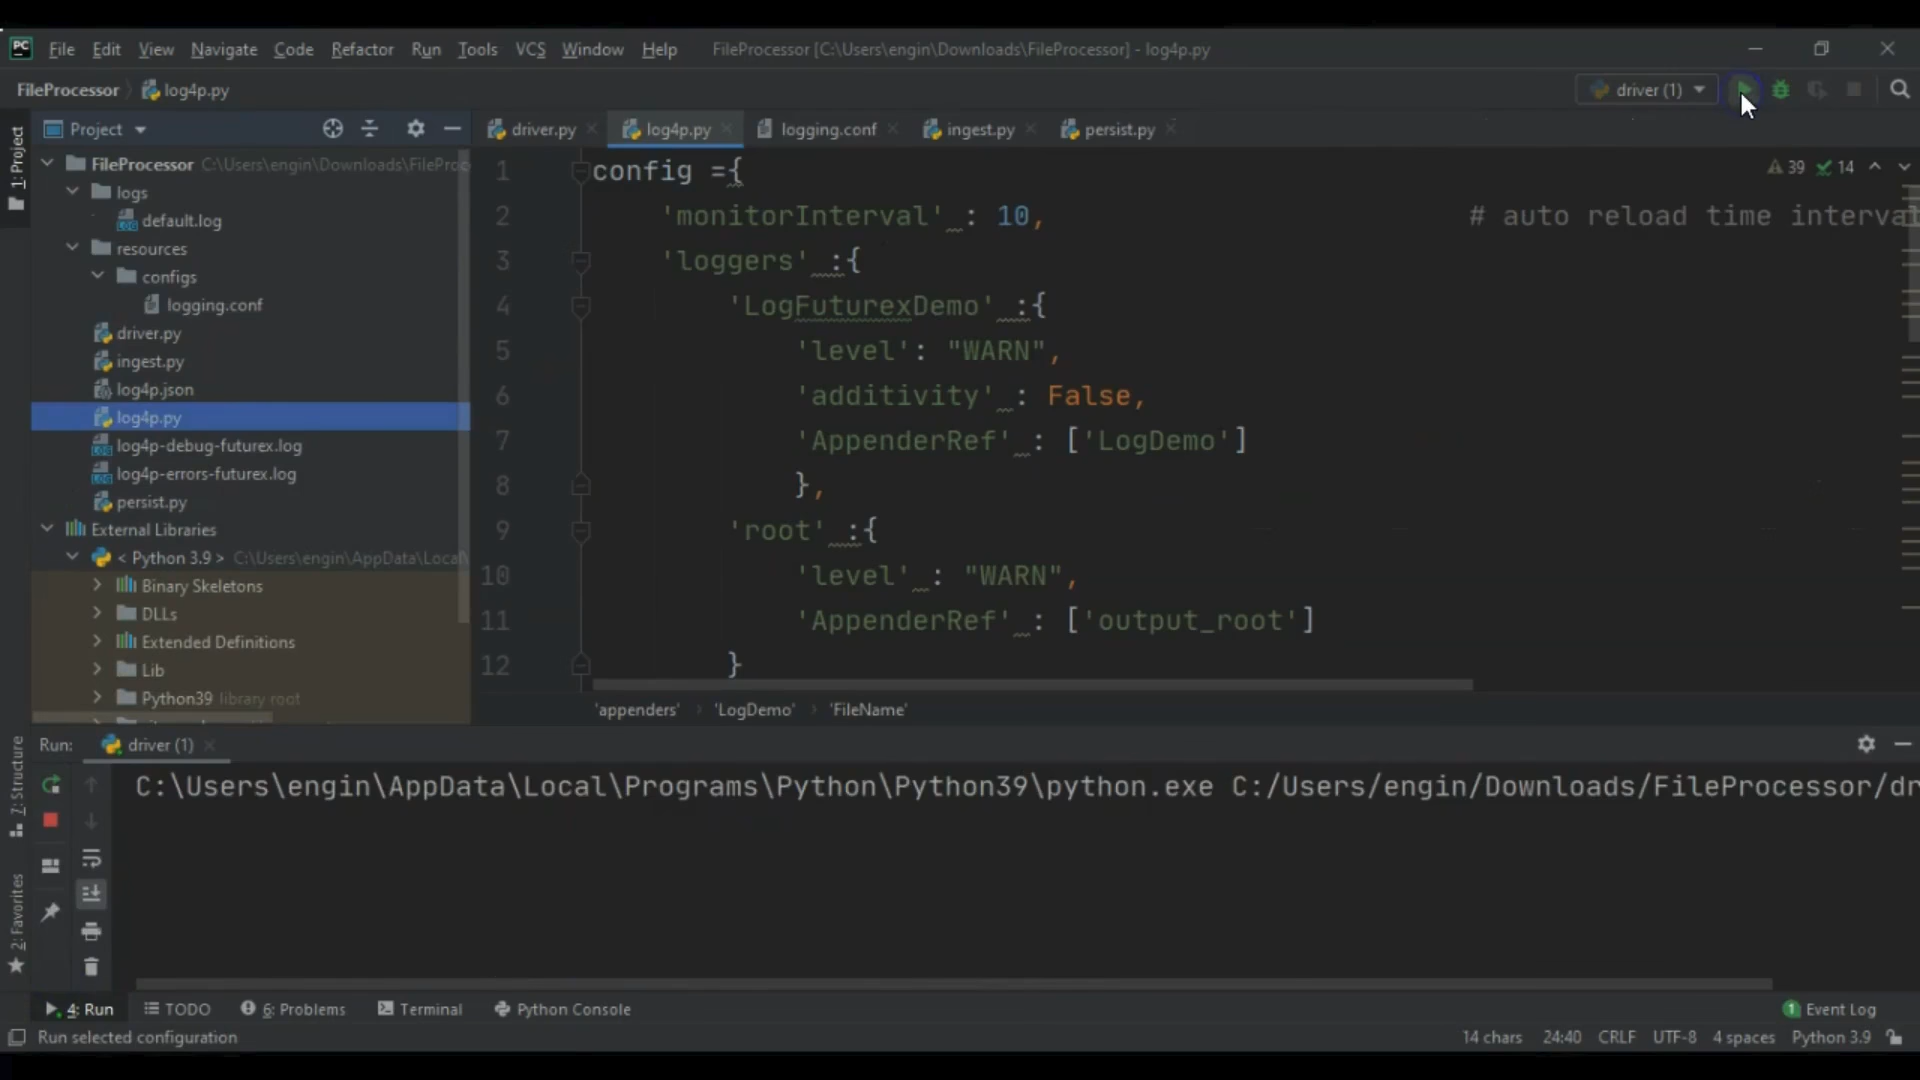 PC File Edit View Navigate Code Refactor Run Tools VCS Window Help FileProcessor [C:\Users\engin\Downloads\FileProcessor] - log4p.py
FileProcessor log4p.py driver (1)
1: Project
Project
driver.py log4p.py logging.conf ingest.py persist.py
FileProcessor C:\Users\engin\Downloads\FileProc
logs
default.log
resources
configs
logging.conf
driver.py
ingest.py
log4p.json
log4p.py
log4p-debug-futurex.log
log4p-errors-futurex.log
persist.py
External Libraries
< Python 3.9 > C:\Users\engin\AppData\Local\
Binary Skeletons
DLLs
Extended Definitions
Lib
Python39 library root
39 14
1 config ={
2 'monitorInterval' : 10, # auto reload time interval
3 'loggers' :{
4 'LogFuturexDemo' :{
5 'level': "WARN",
6 'additivity' : False,
7 'AppenderRef' : ['LogDemo']
8 },
9 'root' :{
10 'level' : "WARN",
11 'AppenderRef' : ['output_root']
12 }
'appenders' 'LogDemo' 'FileName'
Run: driver (1)
7: Structure
2: Favorites
C:\Users\engin\AppData\Local\Programs\Python\Python39\python.exe C:/Users/engin/Downloads/FileProcessor/dr
4: Run TODO 6: Problems Terminal Python Console 1 Event Log
Run selected configuration 14 chars 24:40 CRLF UTF-8 4 spaces Python 3.9